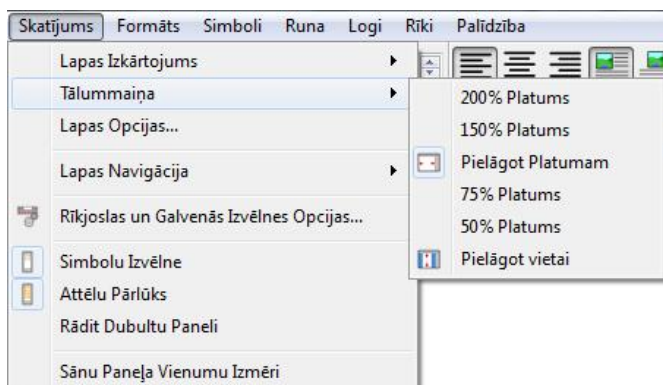 Skatījums Formāts Simboli Runa Logi Rīki Palīdzība
Lapas Izkārtojums
Tālummaiņa
Lapas Opcijas...
Lapas Navigācija
Rīkjoslas un Galvenās Izvēlnes Opcijas...
Simbolu Izvēlne
Attēlu Pārlūks
Rādīt Dubultu Paneli
Sānu Paneļa Vienumu Izmēri
200% Platums
150% Platums
Pielāgot Platumam
75% Platums
50% Platums
Pielāgot vietai